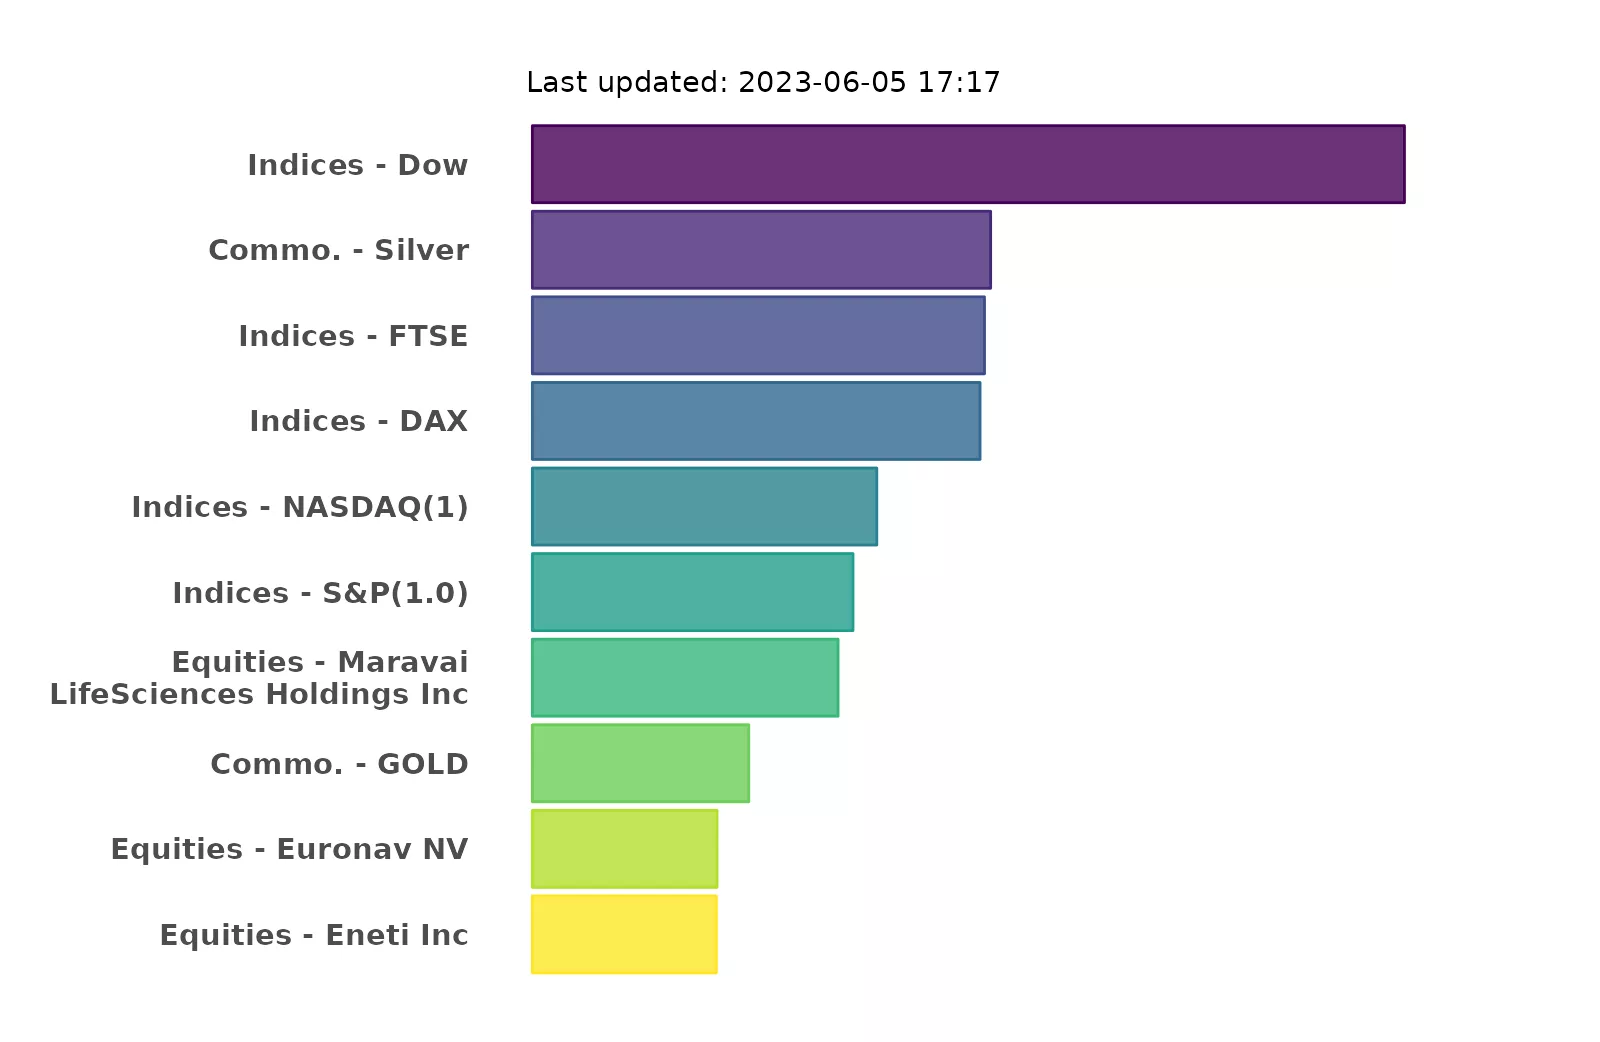 Last updated: 2023-06-05 17:17
Indices - Dow
Commo. - Silver
Indices - FTSE
Indices - DAX
Indices - NASDAQ(1)
Indices - S&P(1.0)
Equities - Maravai
LifeSciences Holdings Inc
Commo. - GOLD
Equities - Euronav NV
Equities - Eneti Inc